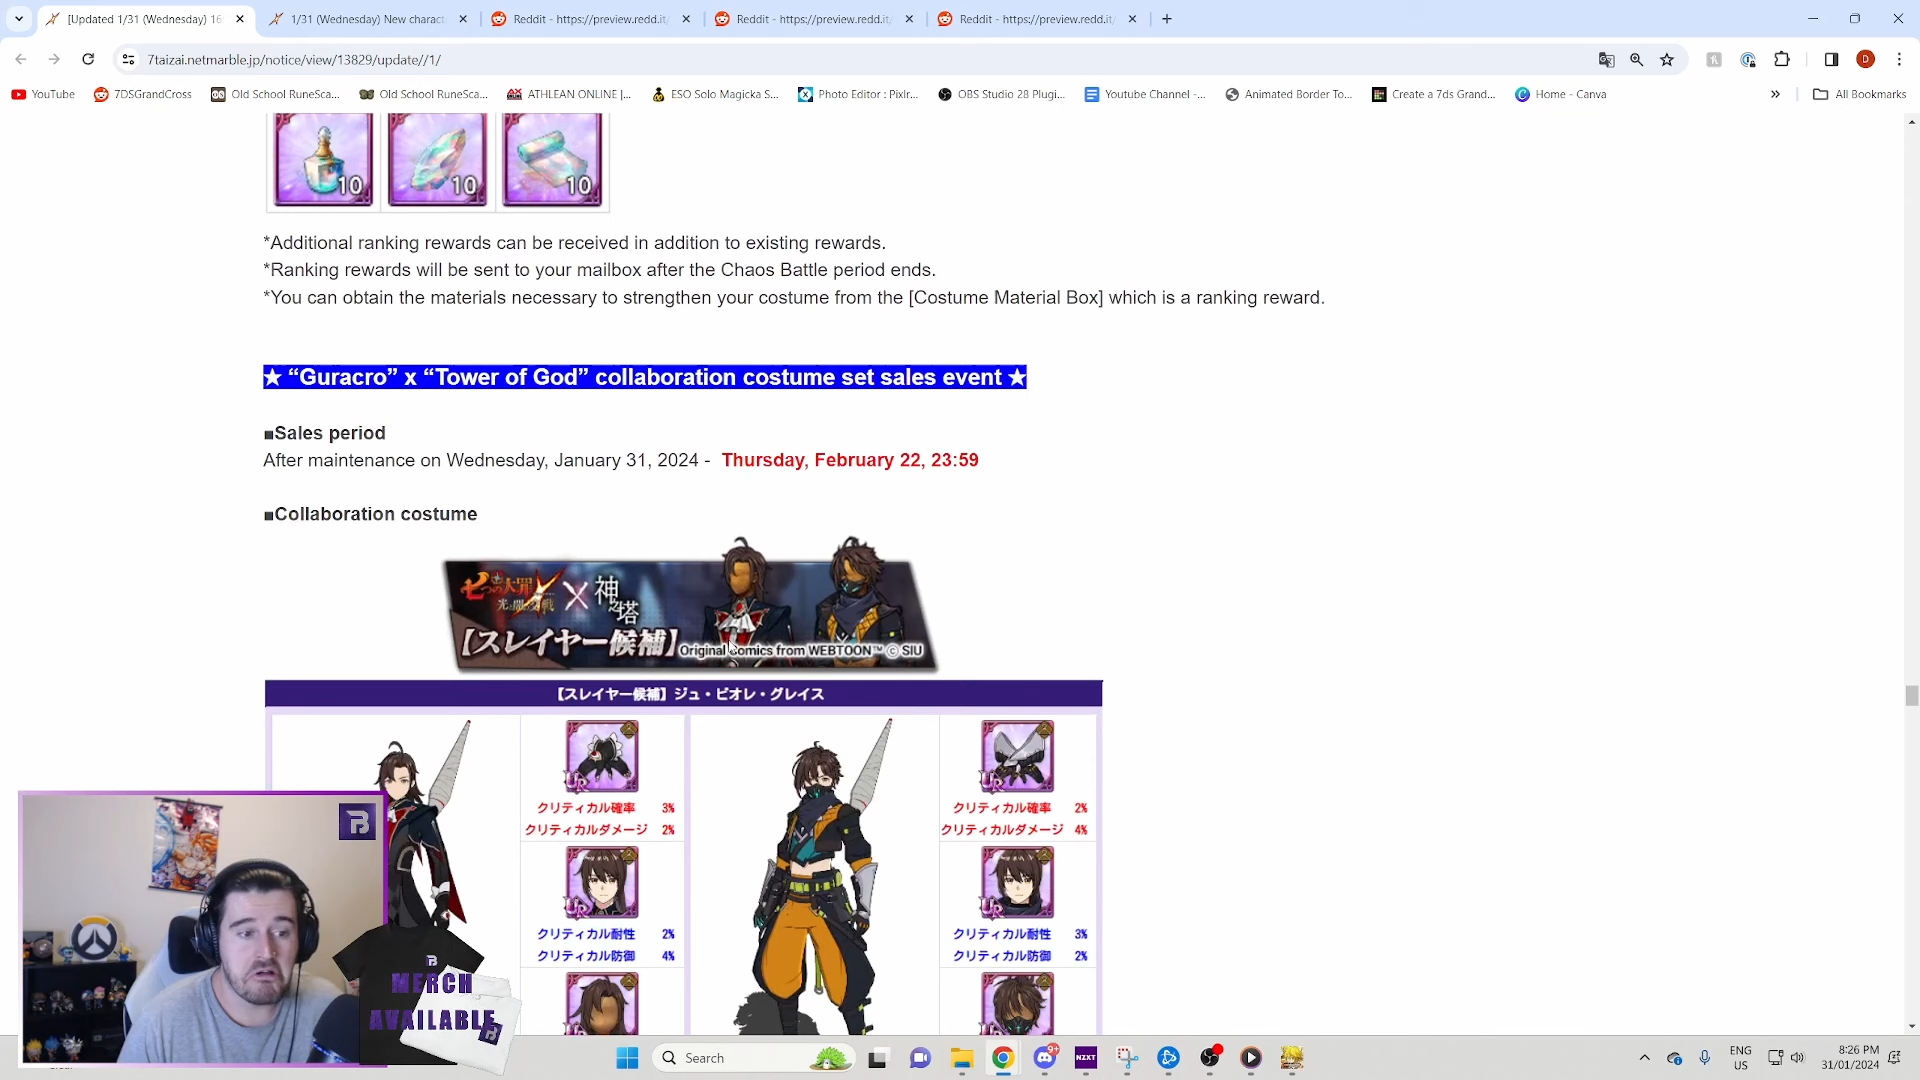 [Updated 1/31 (Wednesday) 16
1/31 (Wednesday) New charact
Reddit - https://preview.redd.it/
Reddit - https://preview.redd.it/
Reddit - https://preview.redd.it/
7taizai.netmarble.jp/notice/view/13829/update//1/
D
YouTube
7DSGrandCross
Old School RuneSca...
Old School RuneSca...
ATHLEAN ONLINE |...
ESO Solo Magicka S...
Photo Editor : Pixlr...
OBS Studio 28 Plugi...
Youtube Channel -...
Animated Border To...
Create a 7ds Grand...
Home - Canva
All Bookmarks
10
10
10
*Additional ranking rewards can be received in addition to existing rewards.
*Ranking rewards will be sent to your mailbox after the Chaos Battle period ends.
*You can obtain the materials necessary to strengthen your costume from the [Costume Material Box] which is a ranking reward.
★ “Guracro” x “Tower of God” collaboration costume set sales event ★
■Sales period
After maintenance on Wednesday, January 31, 2024 - Thursday, February 22, 23:59
■Collaboration costume
七つの大罪 X 神之塔
【スレイヤー候補】
Original comics from WEBTOON™ © SIU
【スレイヤー候補】ジュ・ビオレ・グレイス
UR
クリティカル確率 3%
クリティカルダメージ 2%
UR
クリティカル確率 2%
クリティカルダメージ 4%
UR
クリティカル耐性 2%
クリティカル防御 4%
UR
クリティカル耐性 3%
クリティカル防御 2%
B
MERCH
AVAILABLE
Search
9+
NZXT
ENG
US
8:26 PM
31/01/2024